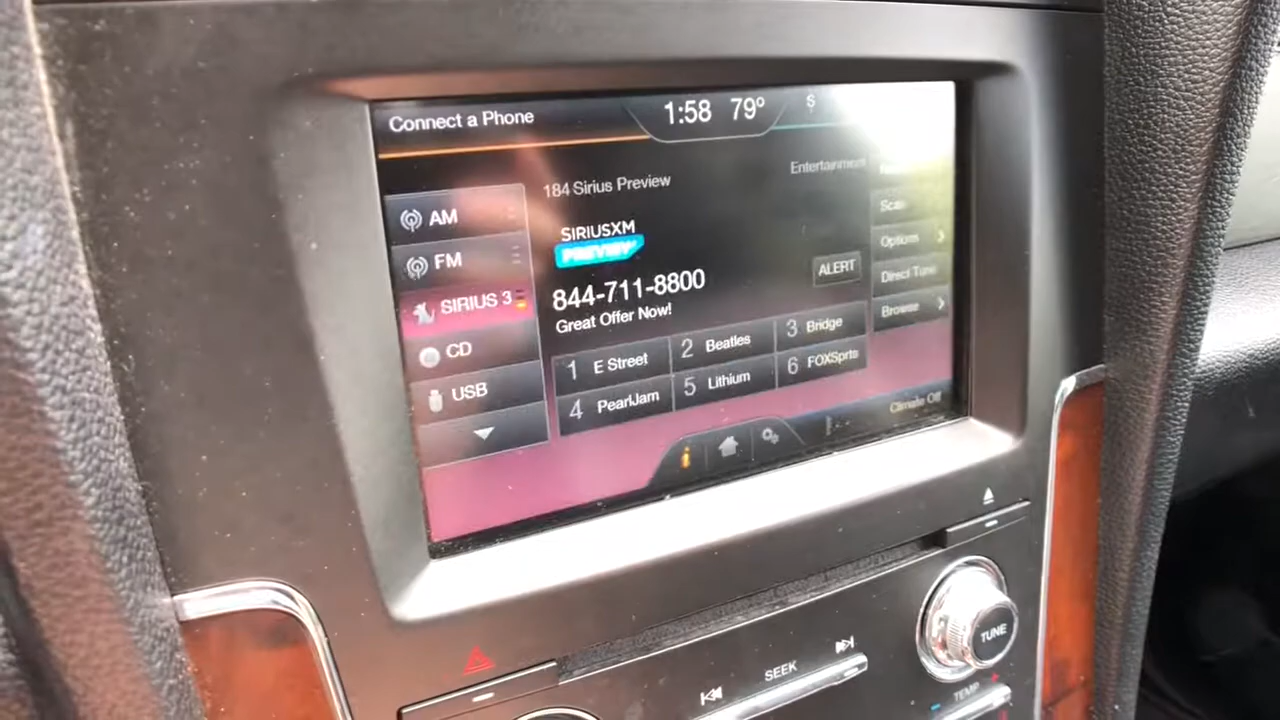 Connect a Phone
1:58 79°
184 Sirius Preview
Entertainment
AM
FM
SIRIUS 3
CD
USB
SIRIUSXM
PREVIEW
844-711-8800
Great Offer Now!
ALERT
1 E Street
2 Beatles
3 Bridge
4 PearlJam
5 Lithium
6 FOXSprts
Scan
Options
Direct Tune
Browse
Climate Off
TUNE
SEEK
TEMP